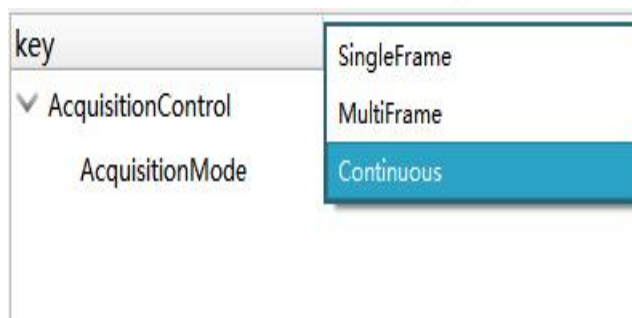 key
SingleFrame
AcquisitionControl
MultiFrame
AcquisitionMode
Continuous